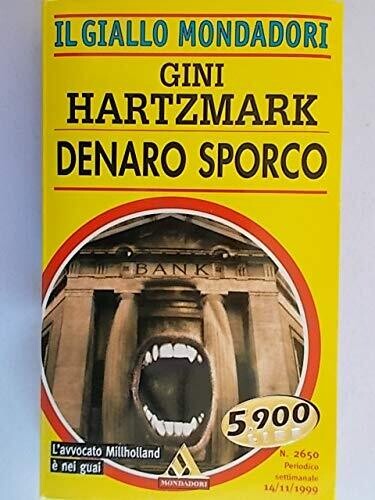 IL GIALLO MONDADORI
GINI
HARTZMARK
DENARO SPORCO
BANK
5.900
LIRE
L'avvocato Millholland
è nei guai
MONDADORI
N. 2650
Periodico
settimanale
14/11/1999